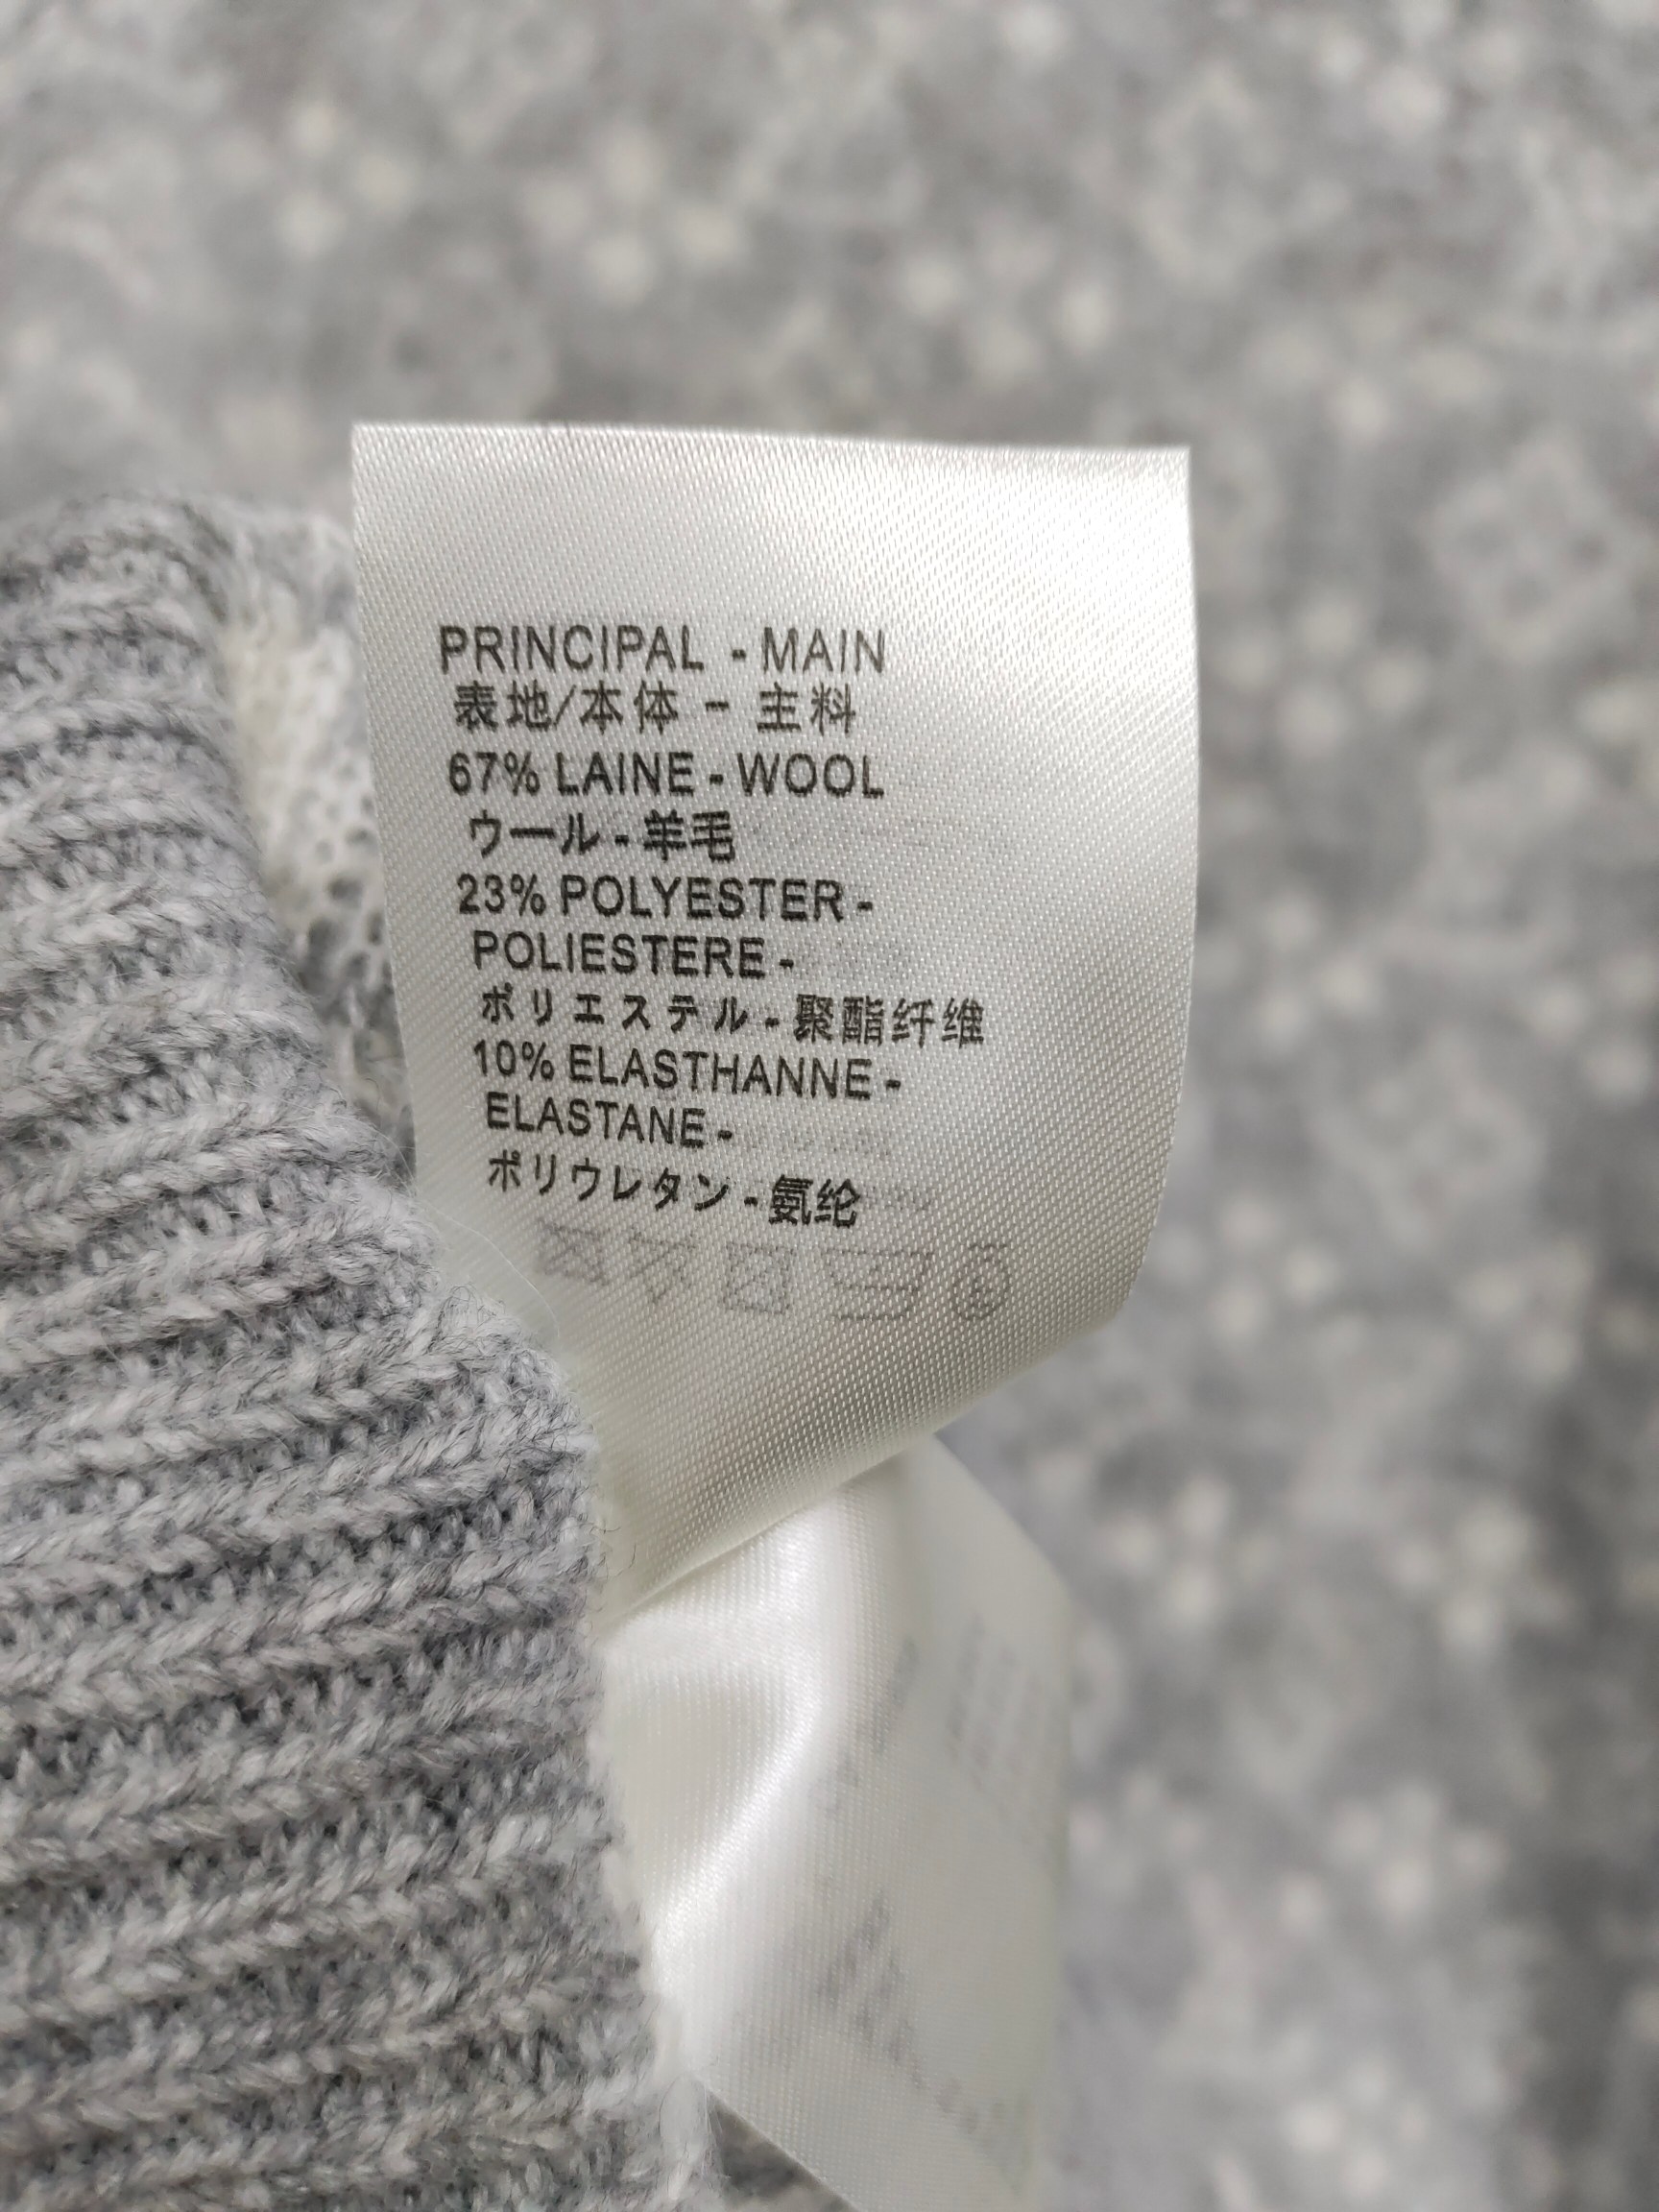 PRINCIPAL - MAIN
表地/本体 - 主料
67% LAINE - WOOL
ウール - 羊毛
23% POLYESTER -
POLIESTERE -
ポリエステル - 聚酯纤维
10% ELASTHANNE -
ELASTANE -
ポリウレタン - 氨纶